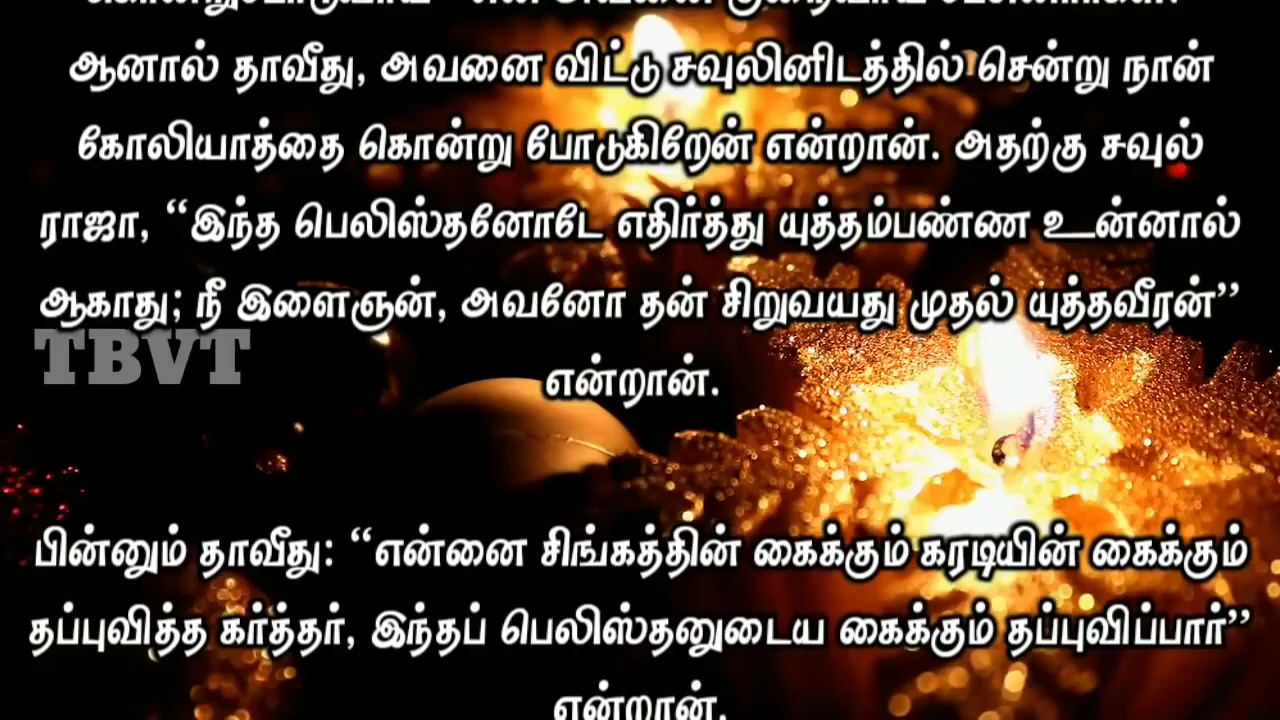 ஆனால் தாவீது, அவனை விட்டு சவுலினிடத்தில் சென்று நான்
கோலியாத்தை கொன்று போடுகிறேன் என்றான். அதற்கு சவுல்
ராஜா, “இந்த பெலிஸ்தனோடே எதிர்த்து யுத்தம்பண்ண உன்னால்
ஆகாது; நீ இளைஞன், அவனோ தன் சிறுவயது முதல் யுத்தவீரன்”
TBVT
என்றான்.
பின்னும் தாவீது: “என்னை சிங்கத்தின் கைக்கும் கரடியின் கைக்கும்
தப்புவித்த கர்த்தர், இந்தப் பெலிஸ்தனுடைய கைக்கும் தப்புவிப்பார்”
என்றான்.